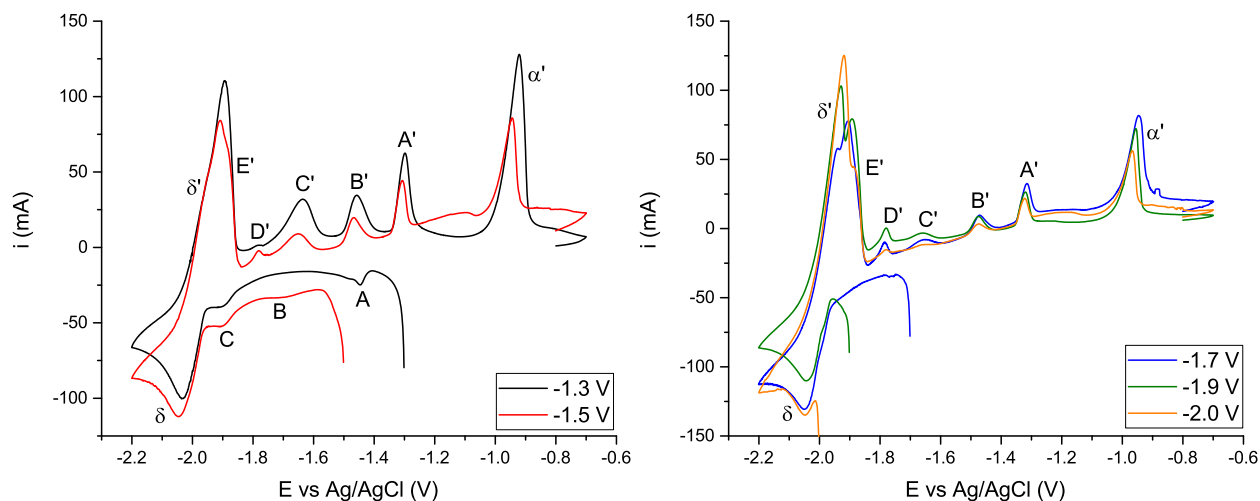 150
100
50
0
-50
-100
i (mA)
-2.2 -2.0 -1.8 -1.6 -1.4 -1.2 -1.0 -0.8 -0.6
E vs Ag/AgCl (V)
δ'
E'
D'
C'
B'
A'
α'
A
B
C
δ
-1.3 V
-1.5 V
150
100
50
0
-50
-100
-150
i (mA)
-2.2 -2.0 -1.8 -1.6 -1.4 -1.2 -1.0 -0.8 -0.6
E vs Ag/AgCl (V)
δ'
E'
D'
C'
B'
A'
α'
δ
-1.7 V
-1.9 V
-2.0 V